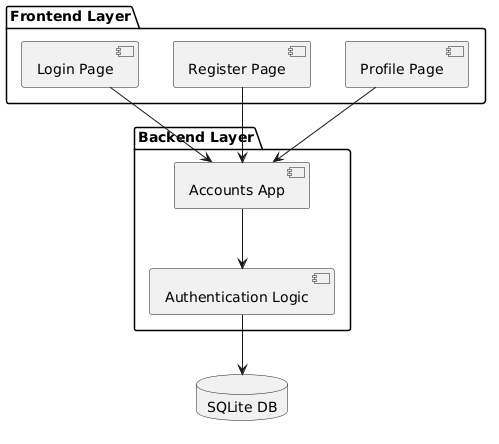 Frontend Layer
Login Page
Register Page
Profile Page
Backend Layer
Accounts App
Authentication Logic
SQLite DB